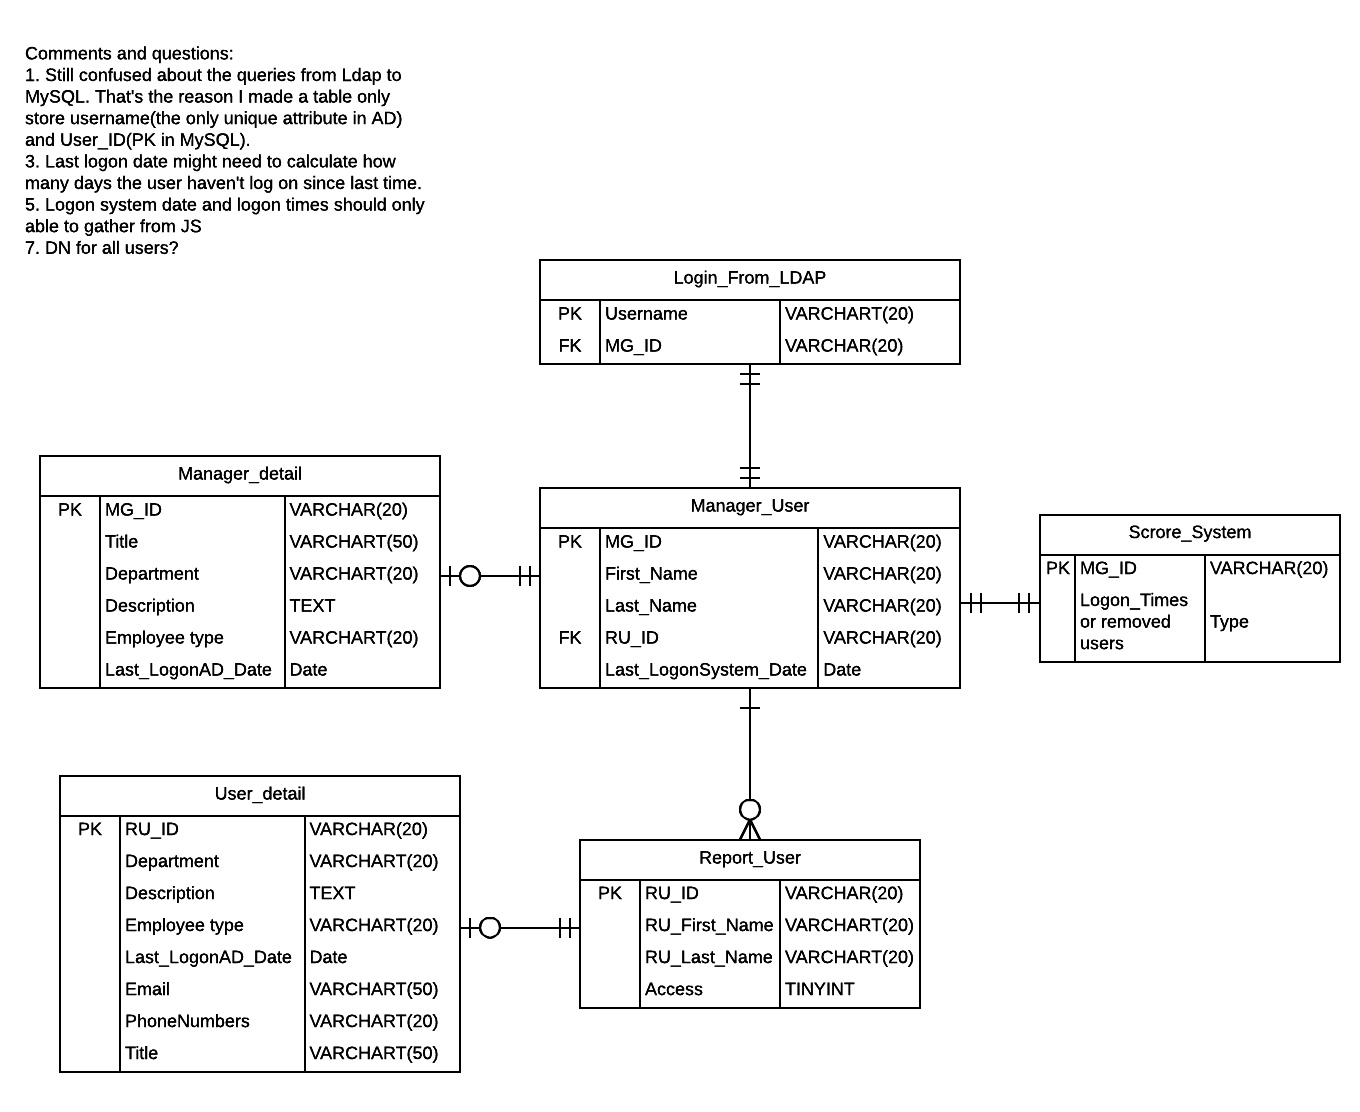 Comments and questions:
1. Still confused about the queries from Ldap to
MySQL. That's the reason I made a table only
store username(the only unique attribute in AD)
and User_ID(PK in MySQL).
3. Last logon date might need to calculate how
many days the user haven't log on since last time.
5. Logon system date and logon times should only
able to gather from JS
7. DN for all users?
Login_From_LDAP
PK Username VARCHART(20)
FK MG_ID VARCHAR(20)
Manager_detail
PK MG_ID VARCHAR(20)
Title VARCHART(50)
Department VARCHART(20)
Description TEXT
Employee type VARCHART(20)
Last_LogonAD_Date Date
Manager_User
PK MG_ID VARCHAR(20)
First_Name VARCHAR(20)
Last_Name VARCHAR(20)
FK RU_ID VARCHAR(20)
Last_LogonSystem_Date Date
Scrore_System
PK MG_ID VARCHAR(20)
Logon_Times
or removed Type
users
User_detail
PK RU_ID VARCHAR(20)
Department VARCHART(20)
Description TEXT
Employee type VARCHART(20)
Last_LogonAD_Date Date
Email VARCHART(50)
PhoneNumbers VARCHART(20)
Title VARCHART(50)
Report_User
PK RU_ID VARCHAR(20)
RU_First_Name VARCHART(20)
RU_Last_Name VARCHART(20)
Access TINYINT